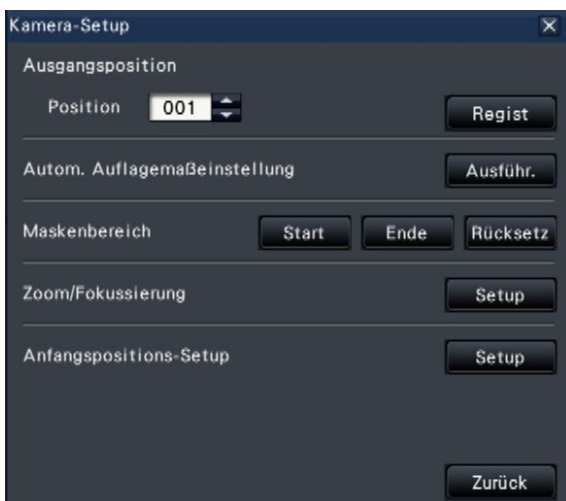 Kamera-Setup
Ausgangsposition
Position 001 Regist
Autom. Auflagemaßeinstellung Ausführ.
Maskenbereich Start Ende Rücksetz
Zoom/Fokussierung Setup
Anfangspositions-Setup Setup
Zurück